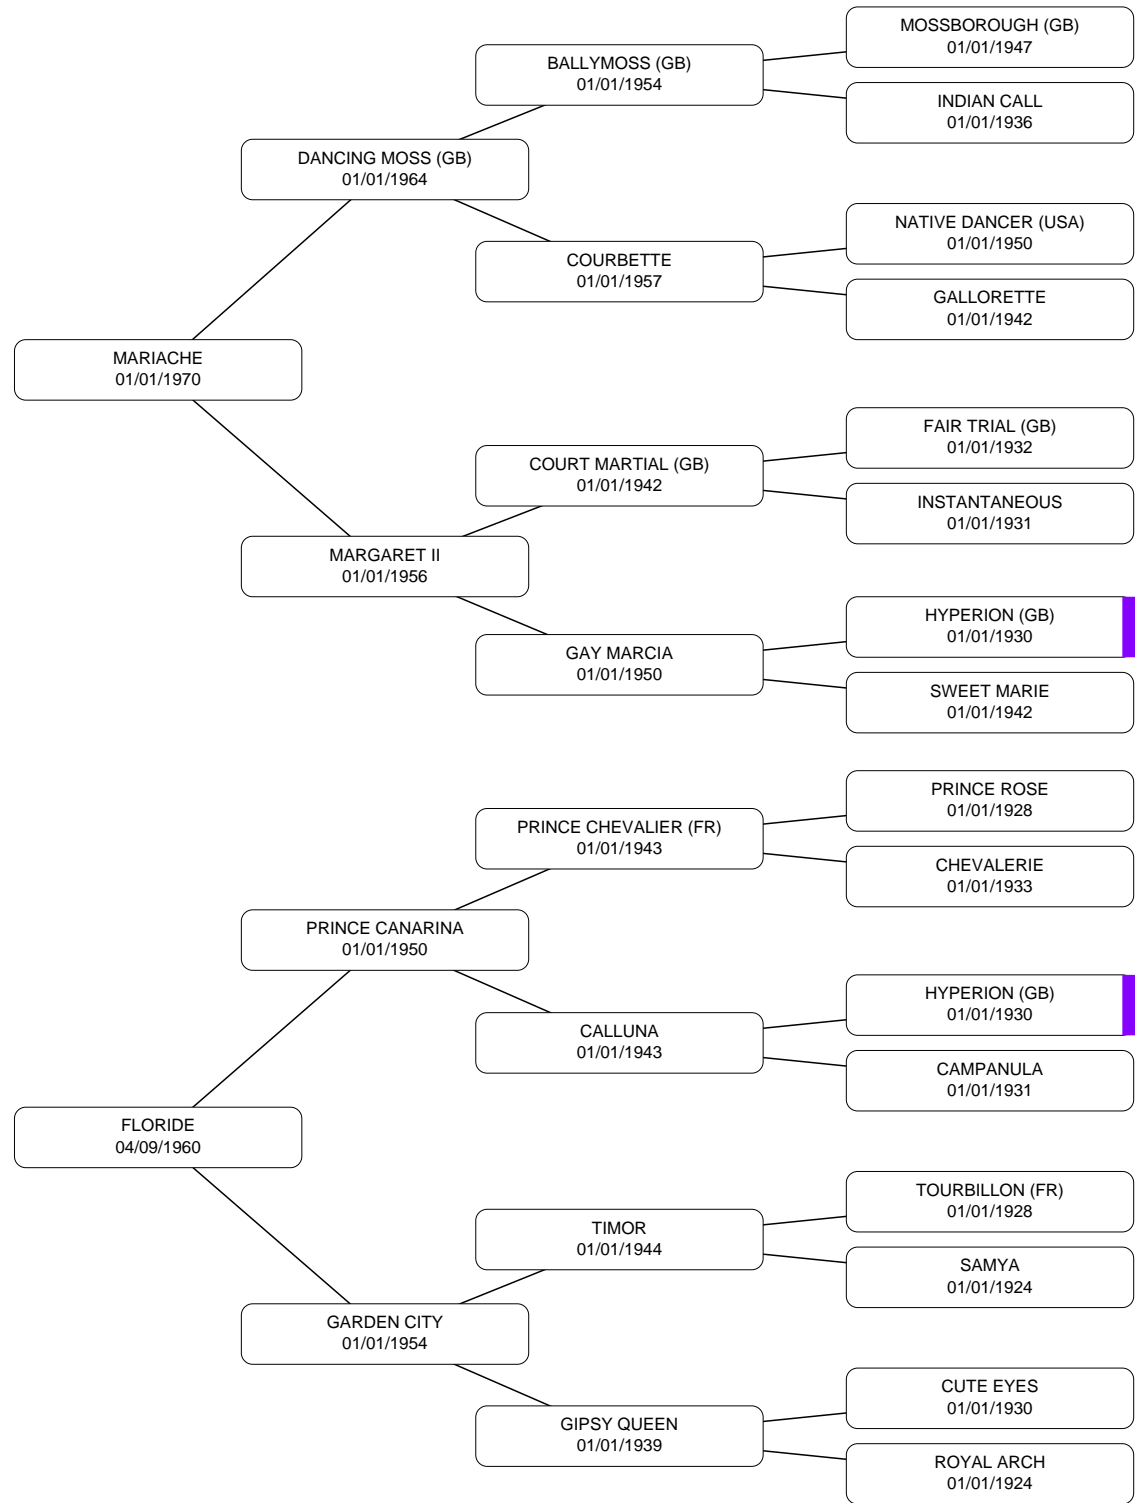 MOSSBOROUGH (GB)
01/01/1947
BALLYMOSS (GB)
01/01/1954
INDIAN CALL
01/01/1936
DANCING MOSS (GB)
01/01/1964
NATIVE DANCER (USA)
01/01/1950
COURBETTE
01/01/1957
GALLORETTE
01/01/1942
MARIACHE
01/01/1970
FAIR TRIAL (GB)
01/01/1932
COURT MARTIAL (GB)
01/01/1942
INSTANTANEOUS
01/01/1931
MARGARET II
01/01/1956
HYPERION (GB)
01/01/1930
GAY MARCIA
01/01/1950
SWEET MARIE
01/01/1942
PRINCE ROSE
01/01/1928
PRINCE CHEVALIER (FR)
01/01/1943
CHEVALERIE
01/01/1933
PRINCE CANARINA
01/01/1950
HYPERION (GB)
01/01/1930
CALLUNA
01/01/1943
CAMPANULA
01/01/1931
FLORIDE
04/09/1960
TOURBILLON (FR)
01/01/1928
TIMOR
01/01/1944
SAMYA
01/01/1924
GARDEN CITY
01/01/1954
CUTE EYES
01/01/1930
GIPSY QUEEN
01/01/1939
ROYAL ARCH
01/01/1924